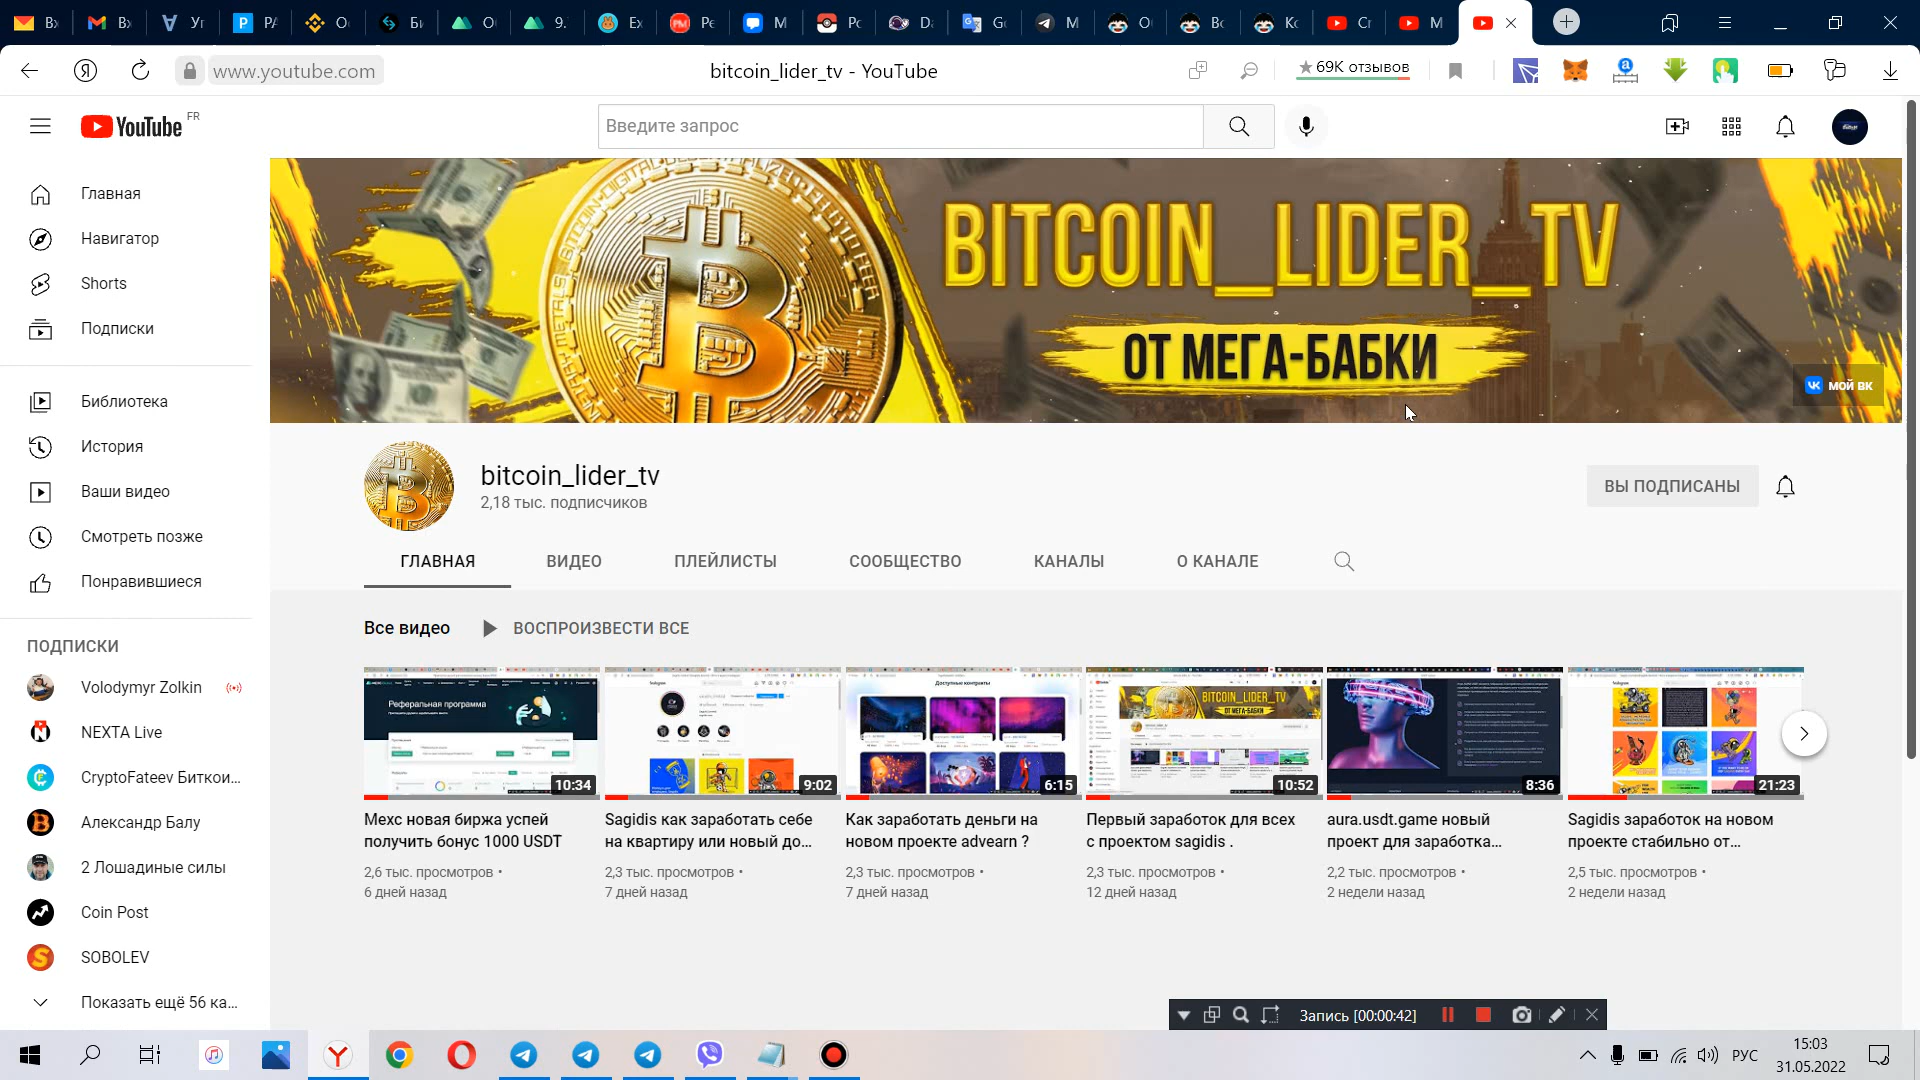 www.youtube.com
bitcoin_lider_tv - YouTube
★ 69K отзывов
YouTube FR
Введите запрос
Главная
Навигатор
Shorts
Подписки
Библиотека
История
Ваши видео
Смотреть позже
Понравившиеся
ПОДПИСКИ
Volodymyr Zolkin
NEXTA Live
CryptoFateev Биткои...
Александр Балу
2 Лошадиные силы
Coin Post
SOBOLEV
Показать ещё 56 ка...
BITCOIN_LIDER_TV
ОТ МЕГА-БАБКИ
МОЙ ВК
bitcoin_lider_tv
2,18 тыс. подписчиков
ВЫ ПОДПИСАНЫ
ГЛАВНАЯ ВИДЕО ПЛЕЙЛИСТЫ СООБЩЕСТВО КАНАЛЫ О КАНАЛЕ
Все видео ВОСПРОИЗВЕСТИ ВСЕ
Реферальная программа
10:34
Мехс новая биржа успей
получить бонус 1000 USDT
2,6 тыс. просмотров •
6 дней назад
9:02
Sagidis как заработать себе
на квартиру или новый до...
2,3 тыс. просмотров •
7 дней назад
Доступные контракты
6:15
Как заработать деньги на
новом проекте advearn ?
2,3 тыс. просмотров •
7 дней назад
BITCOIN_LIDER_TV
ОТ МЕГА-БАБКИ
10:52
Первый заработок для всех
с проектом sagidis .
2,3 тыс. просмотров •
12 дней назад
8:36
aura.usdt.game новый
проект для заработка...
2,2 тыс. просмотров •
2 недели назад
21:23
Sagidis заработок на новом
проекте стабильно от...
2,5 тыс. просмотров •
2 недели назад
Запись [00:00:42]
РУС
15:03
31.05.2022